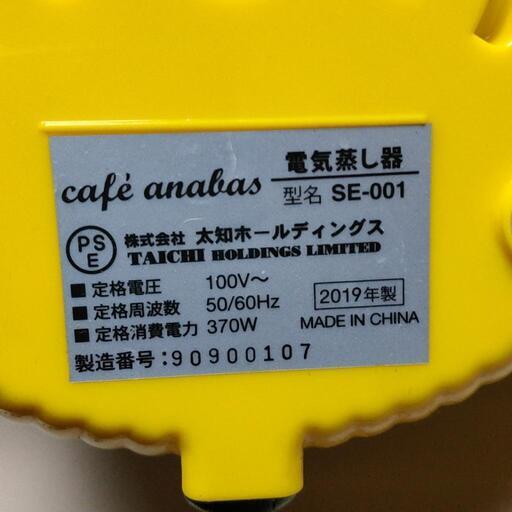 café anabas
電気蒸し器
型名 SE-001
PS
E
株式会社 太知ホールディングス
TAICHI HOLDINGS LIMITED
■ 定格電圧 100V～
■ 定格周波数 50/60Hz
■ 定格消費電力 370W
2019年製
MADE IN CHINA
製造番号:90900107